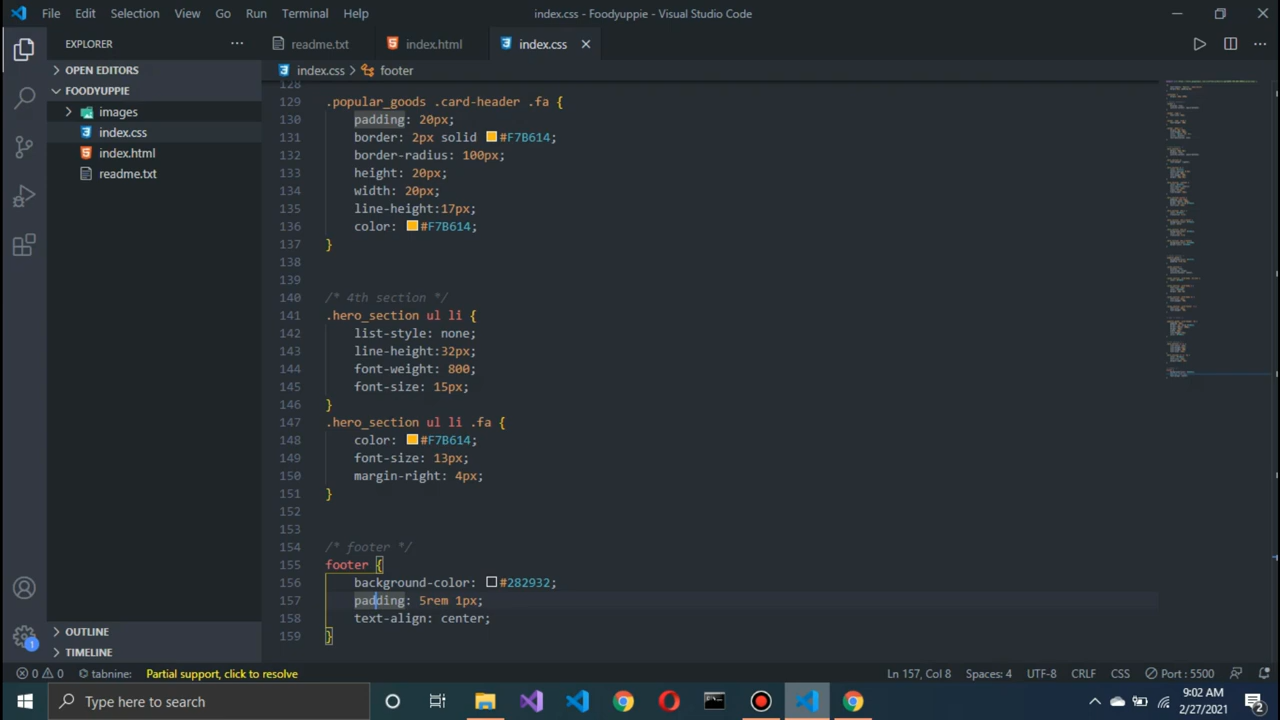 File Edit Selection View Go Run Terminal Help
index.css - Foodyuppie - Visual Studio Code
EXPLORER
readme.txt
index.html
index.css
OPEN EDITORS
FOODYUPPIE
images
index.css
index.html
readme.txt
OUTLINE
TIMELINE
index.css > footer
128
129 .popular_goods .card-header .fa {
130 padding: 20px;
131 border: 2px solid #F7B614;
132 border-radius: 100px;
133 height: 20px;
134 width: 20px;
135 line-height:17px;
136 color: #F7B614;
137 }
138
139
140 /* 4th section */
141 .hero_section ul li {
142 list-style: none;
143 line-height:32px;
144 font-weight: 800;
145 font-size: 15px;
146 }
147 .hero_section ul li .fa {
148 color: #F7B614;
149 font-size: 13px;
150 margin-right: 4px;
151 }
152
153
154 /* footer */
155 footer {
156 background-color: #282932;
157 padding: 5rem 1px;
158 text-align: center;
159 }
1
0 0 tabnine: Partial support, click to resolve
Ln 157, Col 8 Spaces: 4 UTF-8 CRLF CSS Port : 5500
Type here to search
9:02 AM
2/27/2021
2